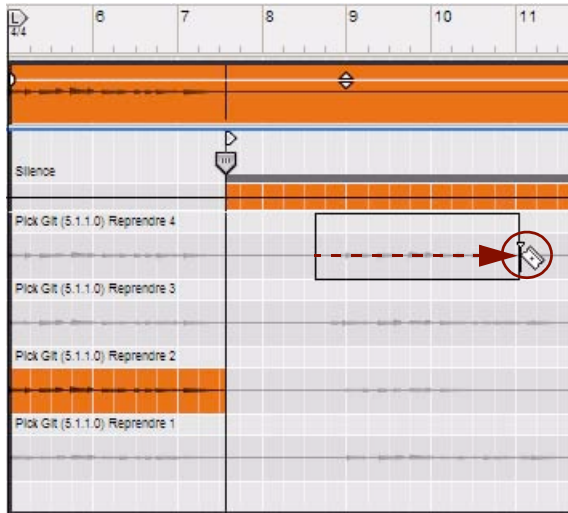 L 6 7 8 9 10 11
4/4
Silence
Pick Git (5.1.1.0) Reprendre 4
Pick Git (5.1.1.0) Reprendre 3
Pick Git (5.1.1.0) Reprendre 2
Pick Git (5.1.1.0) Reprendre 1